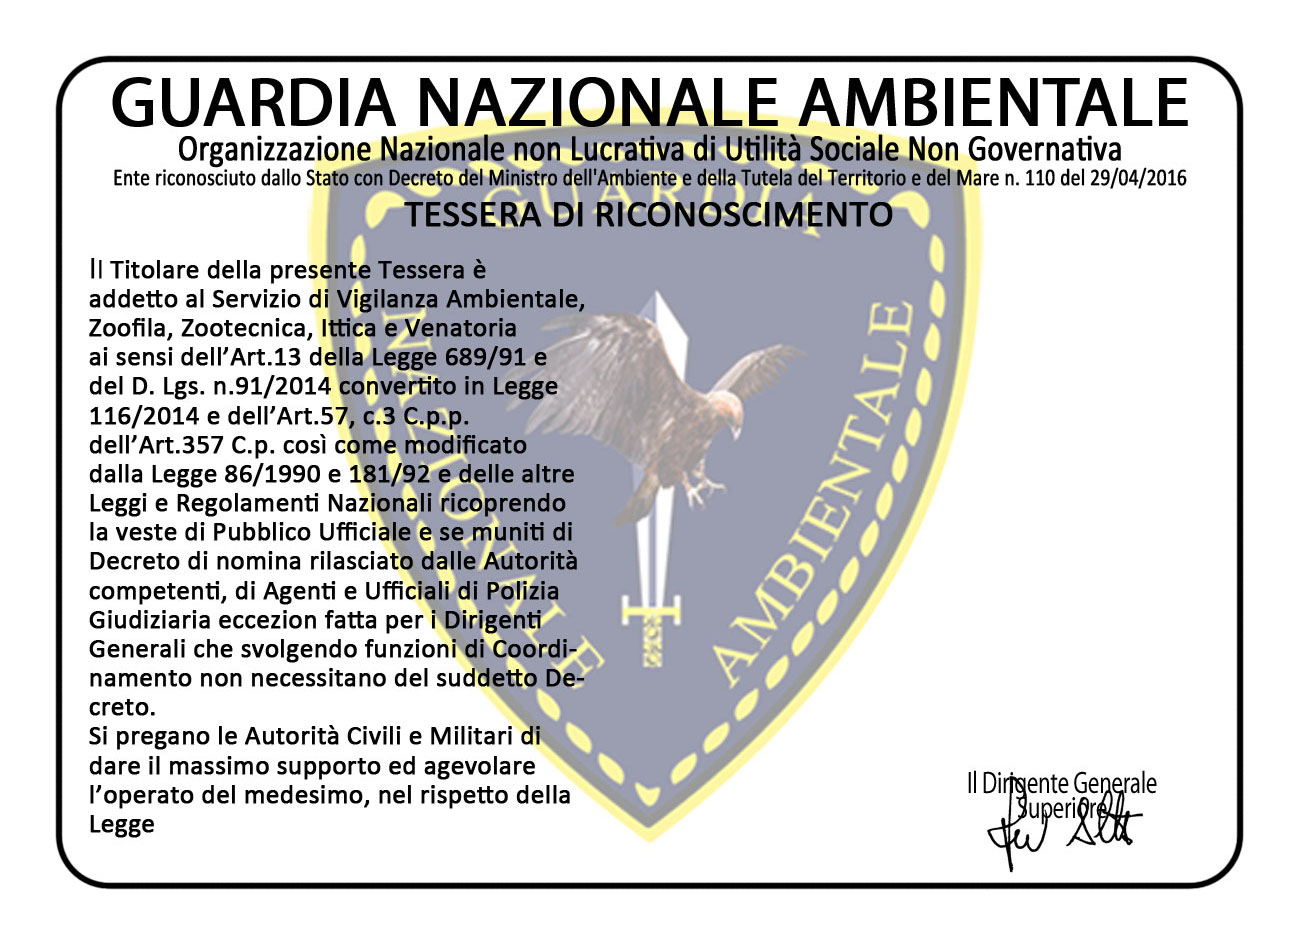 GUARDIA NAZIONALE AMBIENTALE
Organizzazione Nazionale non Lucrativa di Utilità Sociale Non Governativa
Ente riconosciuto dallo Stato con Decreto del Ministro dell'Ambiente e della Tutela del Territorio e del Mare n. 110 del 29/04/2016
TESSERA DI RICONOSCIMENTO
Il Titolare della presente Tessera è
addetto al Servizio di Vigilanza Ambientale,
Zoofila, Zootecnica, Ittica e Venatoria
ai sensi dell’Art.13 della Legge 689/91 e
del D. Lgs. n.91/2014 convertito in Legge
116/2014 e dell’Art.57, c.3 C.p.p.
dell’Art.357 C.p. così come modificato
dalla Legge 86/1990 e 181/92 e delle altre
Leggi e Regolamenti Nazionali ricoprendo
la veste di Pubblico Ufficiale e se muniti di
Decreto di nomina rilasciato dalle Autorità
competenti, di Agenti e Ufficiali di Polizia
Giudiziaria eccezion fatta per i Dirigenti
Generali che svolgendo funzioni di Coordi-
namento non necessitano del suddetto De-
creto.
Si pregano le Autorità Civili e Militari di
dare il massimo supporto ed agevolare
l’operato del medesimo, nel rispetto della
Legge
GUARDIA
NAZIONALE
AMBIENTALE
Il Dirigente Generale
Superiore